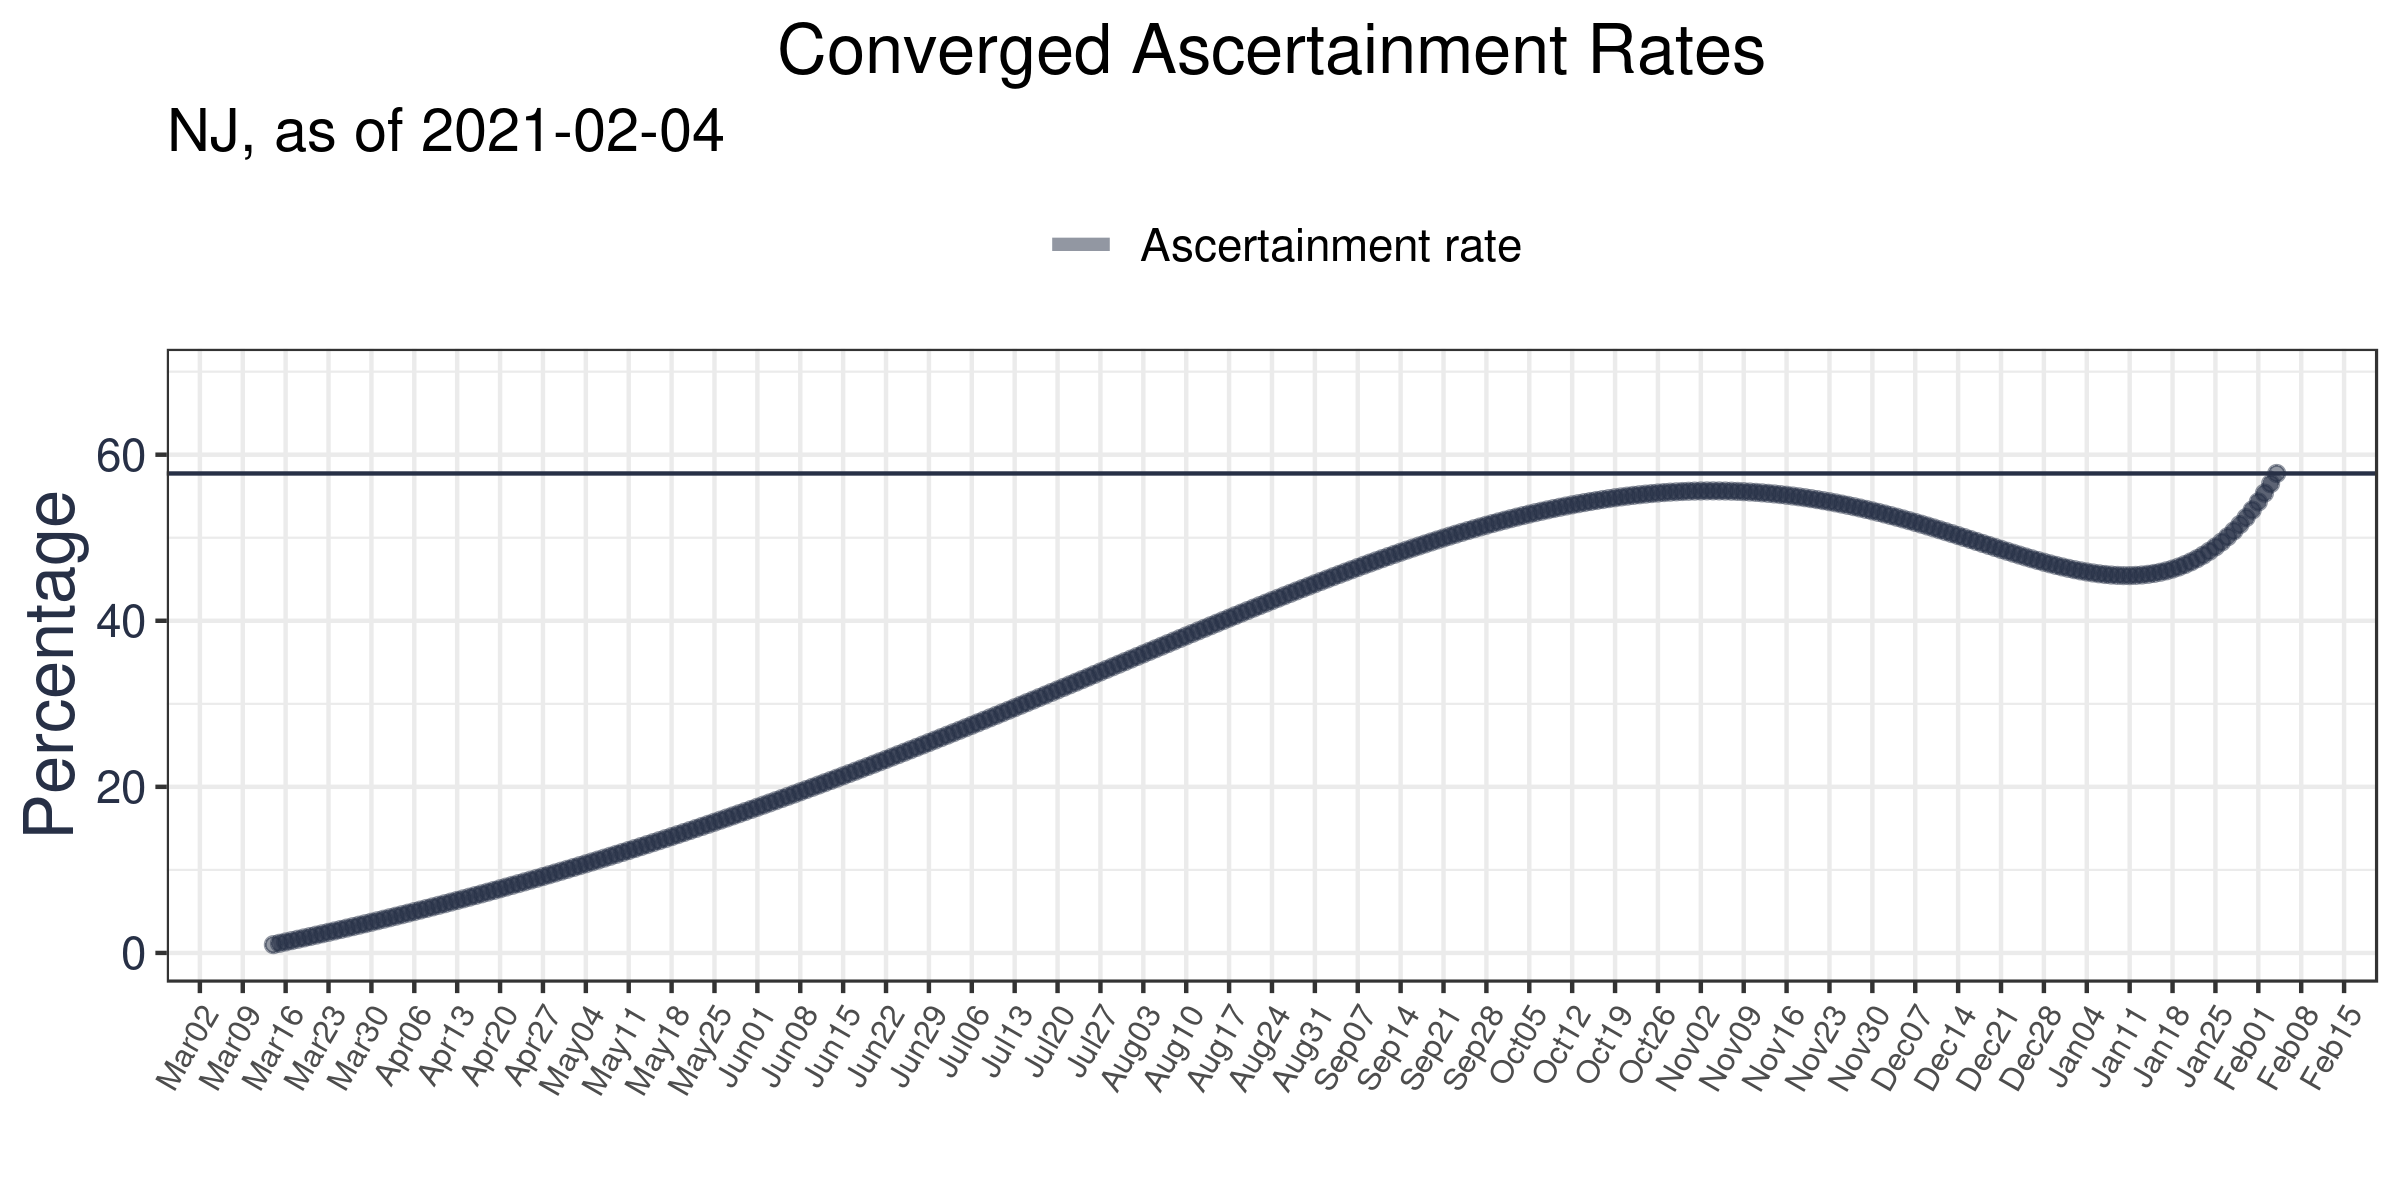 Converged Ascertainment Rates
NJ, as of 2021-02-04
Ascertainment rate
Percentage
60
40
20
0
Mar02 Mar09 Mar16 Mar23 Mar30 Apr06 Apr13 Apr20 Apr27 May04 May11 May18 May25 Jun01 Jun08 Jun15 Jun22 Jun29 Jul06 Jul13 Jul20 Jul27 Aug03 Aug10 Aug17 Aug24 Aug31 Sep07 Sep14 Sep21 Sep28 Oct05 Oct12 Oct19 Oct26 Nov02 Nov09 Nov16 Nov23 Nov30 Dec07 Dec14 Dec21 Dec28 Jan04 Jan11 Jan18 Jan25 Feb01 Feb08 Feb15